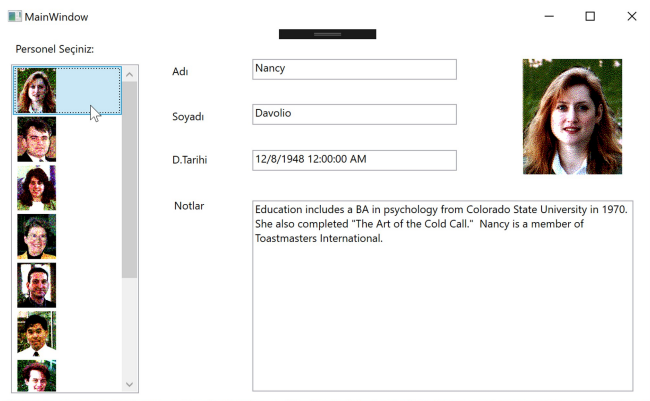 MainWindow
Personel Seçiniz:
Adı
Nancy
Soyadı
Davolio
D.Tarihi
12/8/1948 12:00:00 AM
Notlar
Education includes a BA in psychology from Colorado State University in 1970.
She also completed "The Art of the Cold Call."  Nancy is a member of
Toastmasters International.